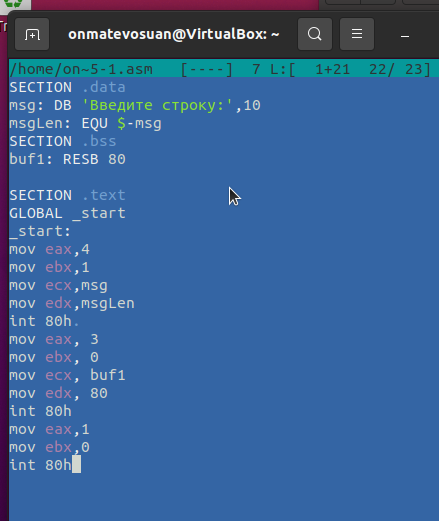 Tr
onmatevosuan@VirtualBox: ~
/home/on~5-1.asm [----] 7 L:[ 1+21 22/ 23]
SECTION .data
msg: DB 'Введите строку:',10
msgLen: EQU $-msg
SECTION .bss
buf1: RESB 80
SECTION .text
GLOBAL _start
_start:
mov eax,4
mov ebx,1
mov ecx,msg
mov edx,msgLen
int 80h.
mov eax, 3
mov ebx, 0
mov ecx, buf1
mov edx, 80
int 80h
mov eax,1
mov ebx,0
int 80h